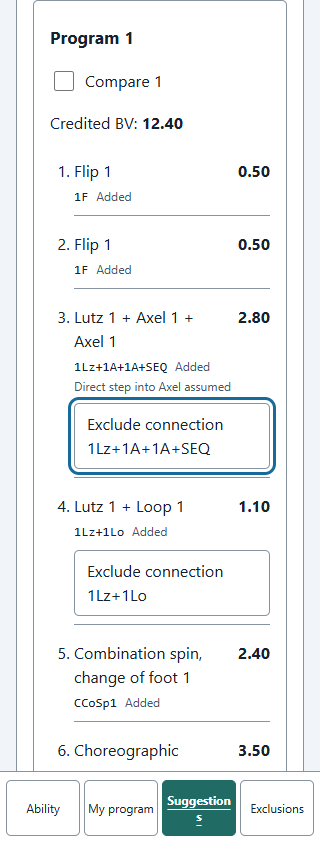 Program 1
Compare 1
Credited BV: 12.40
1. Flip 1 0.50
1F Added
2. Flip 1 0.50
1F Added
3. Lutz 1 + Axel 1 + 2.80
Axel 1
1Lz+1A+1A+SEQ Added
Direct step into Axel assumed
Exclude connection
1Lz+1A+1A+SEQ
4. Lutz 1 + Loop 1 1.10
1Lz+1Lo Added
Exclude connection
1Lz+1Lo
5. Combination spin, 2.40
change of foot 1
CCoSp1 Added
6. Choreographic 3.50
Ability My program Suggestion Exclusions
s